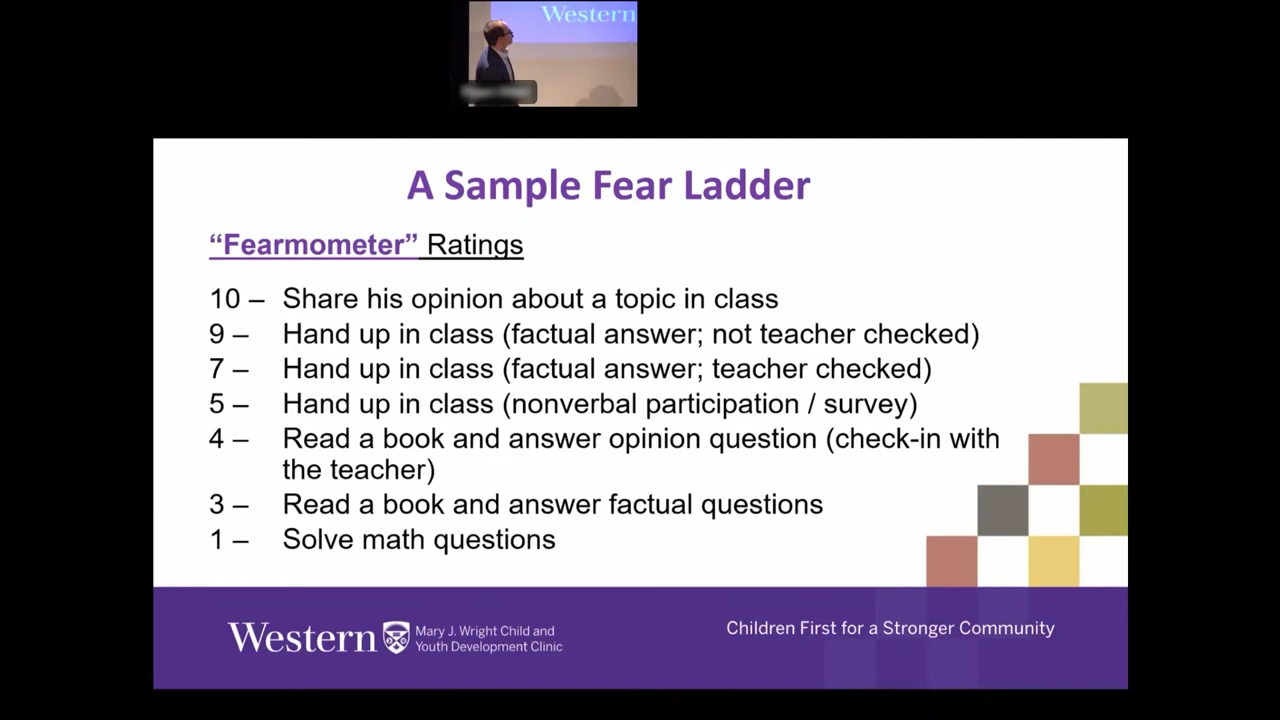 Western
A Sample Fear Ladder
“Fearmometer” Ratings
10 – Share his opinion about a topic in class
9 – Hand up in class (factual answer; not teacher checked)
7 – Hand up in class (factual answer; teacher checked)
5 – Hand up in class (nonverbal participation / survey)
4 – Read a book and answer opinion question (check-in with
the teacher)
3 – Read a book and answer factual questions
1 – Solve math questions
Western
Mary J. Wright Child and
Youth Development Clinic
Children First for a Stronger Community